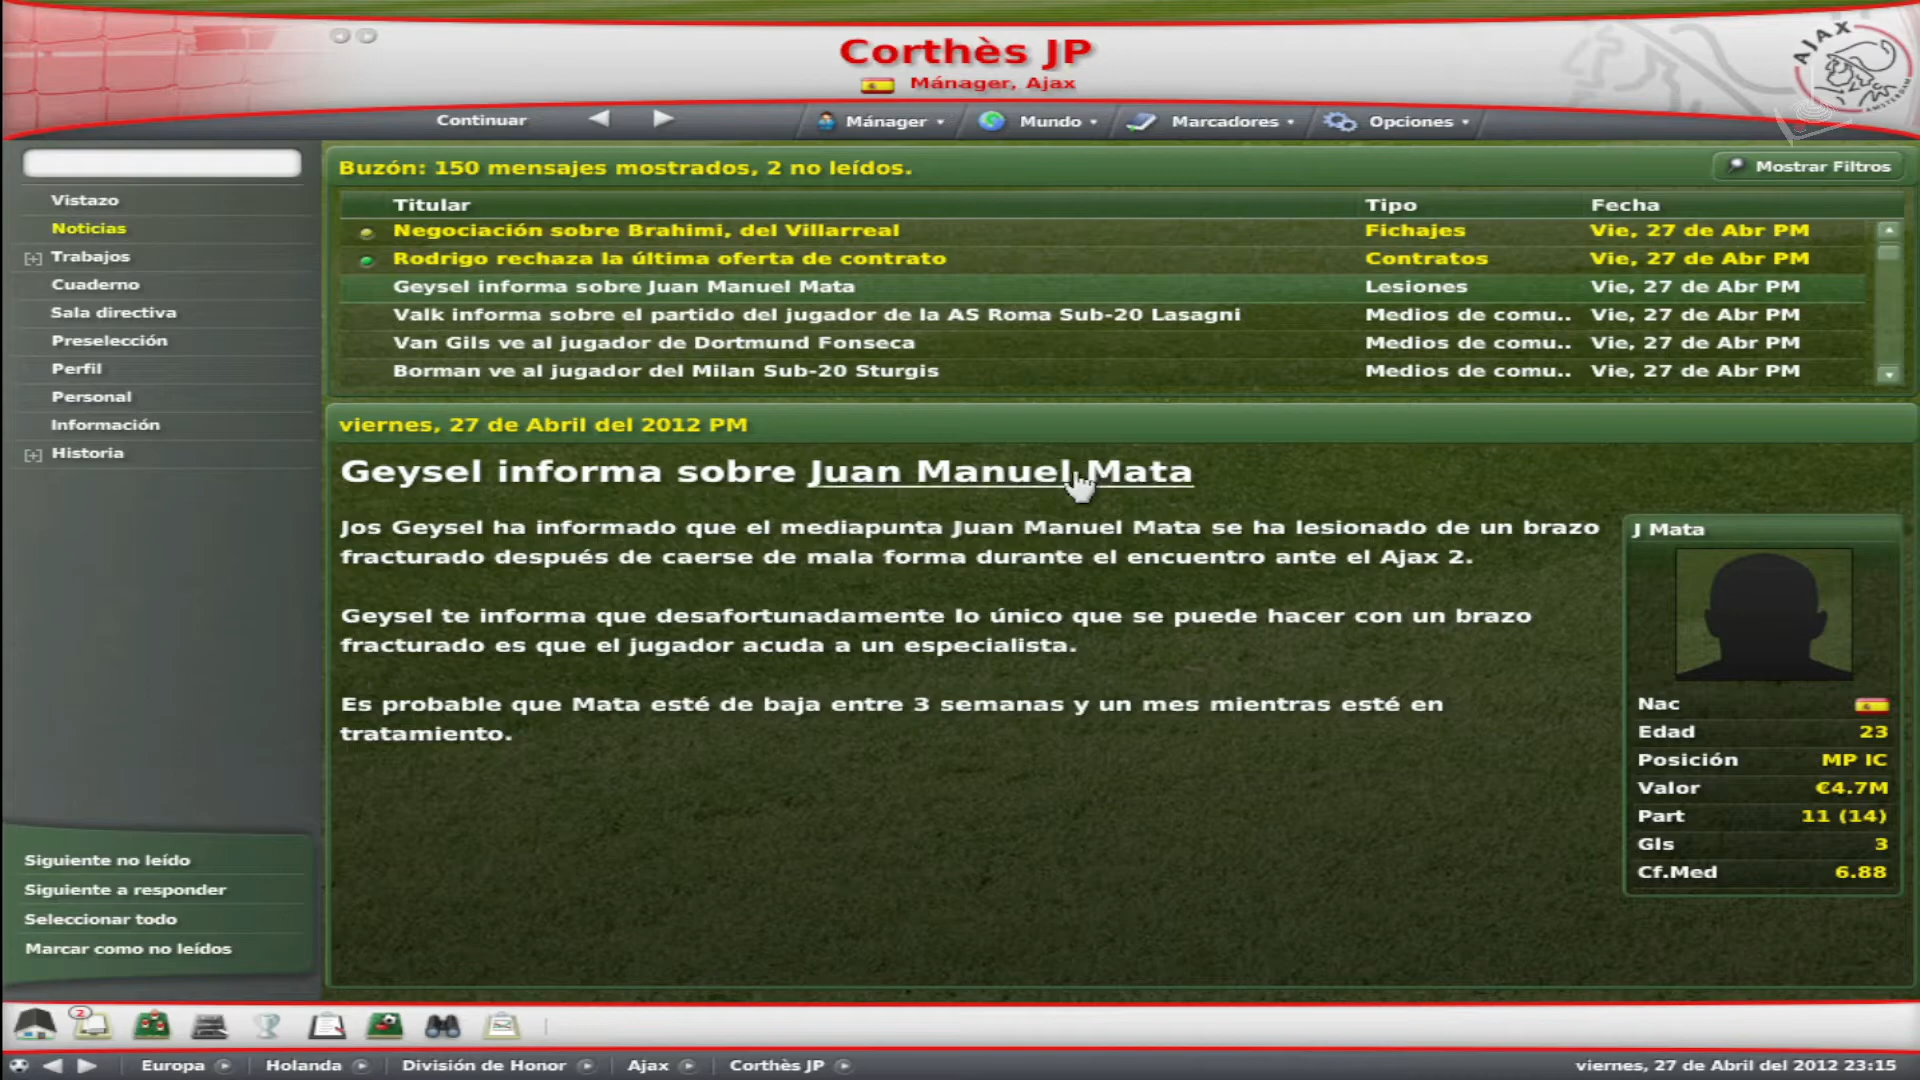 Corthès JP
Mánager, Ajax
AJAX
AMSTERDAM
Continuar
Mánager
Mundo
Marcadores
Opciones
Vistazo
Noticias
[+] Trabajos
Cuaderno
Sala directiva
Preselección
Perfil
Personal
Información
[+] Historia
Siguiente no leído
Siguiente a responder
Seleccionar todo
Marcar como no leídos
Buzón: 150 mensajes mostrados, 2 no leídos.
Mostrar Filtros
Titular Tipo Fecha
Negociación sobre Brahimi, del Villarreal Fichajes Vie, 27 de Abr PM
Rodrigo rechaza la última oferta de contrato Contratos Vie, 27 de Abr PM
Geysel informa sobre Juan Manuel Mata Lesiones Vie, 27 de Abr PM
Valk informa sobre el partido del jugador de la AS Roma Sub-20 Lasagni Medios de comu.. Vie, 27 de Abr PM
Van Gils ve al jugador de Dortmund Fonseca Medios de comu.. Vie, 27 de Abr PM
Borman ve al jugador del Milan Sub-20 Sturgis Medios de comu.. Vie, 27 de Abr PM
viernes, 27 de Abril del 2012 PM
Geysel informa sobre Juan Manuel Mata
Jos Geysel ha informado que el mediapunta Juan Manuel Mata se ha lesionado de un brazo
fracturado después de caerse de mala forma durante el encuentro ante el Ajax 2.
Geysel te informa que desafortunadamente lo único que se puede hacer con un brazo
fracturado es que el jugador acuda a un especialista.
Es probable que Mata esté de baja entre 3 semanas y un mes mientras esté en
tratamiento.
J Mata
Nac
Edad 23
Posición MP IC
Valor €4.7M
Part 11 (14)
Gls 3
Cf.Med 6.88
2
Europa
Holanda
División de Honor
Ajax
Corthès JP
viernes, 27 de Abril del 2012 23:15